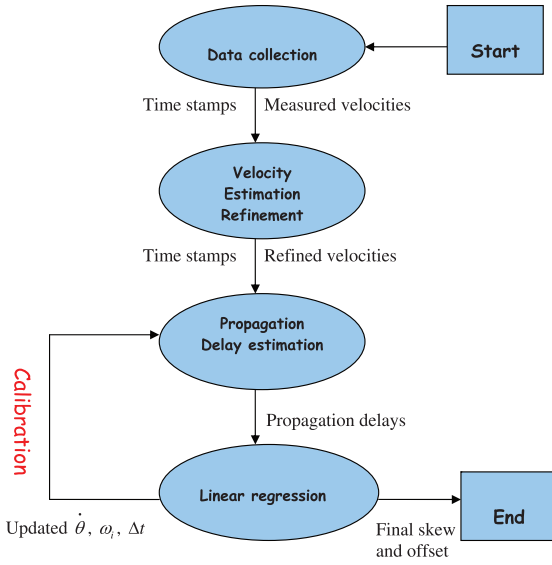 Start
Data collection
Time stamps Measured velocities
Velocity
Estimation
Refinement
Time stamps Refined velocities
Propagation
Delay estimation
Calibration
Propagation delays
Linear regression
Updated θ̇, ωᵢ, Δt
Final skew
and offset
End